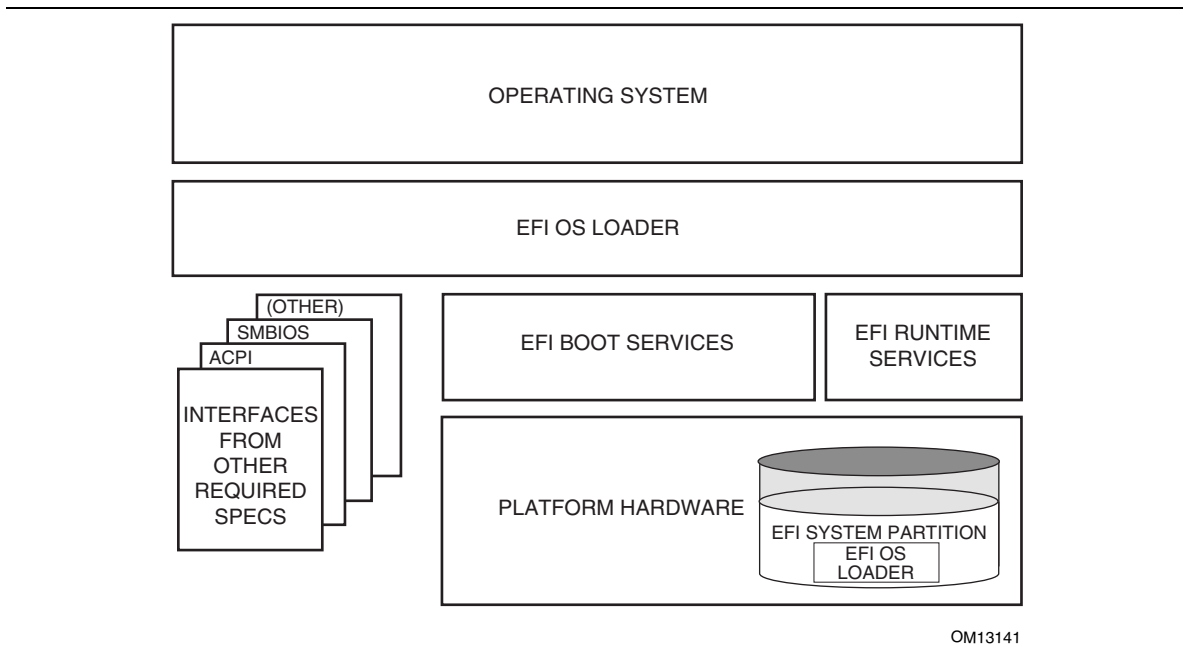 OPERATING SYSTEM
EFI OS LOADER
(OTHER)
SMBIOS
ACPI
INTERFACES
FROM
OTHER
REQUIRED
SPECS
EFI BOOT SERVICES
EFI RUNTIME
SERVICES
PLATFORM HARDWARE
EFI SYSTEM PARTITION
EFI OS
LOADER
OM13141